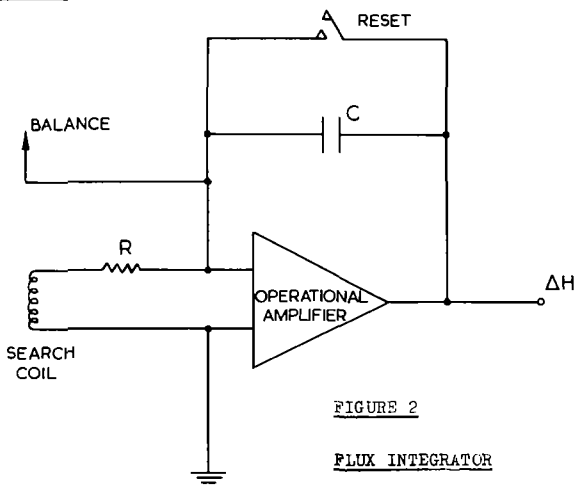 RESET
C
BALANCE
R
OPERATIONAL
AMPLIFIER
ΔH
SEARCH
COIL
FIGURE 2
FLUX INTEGRATOR